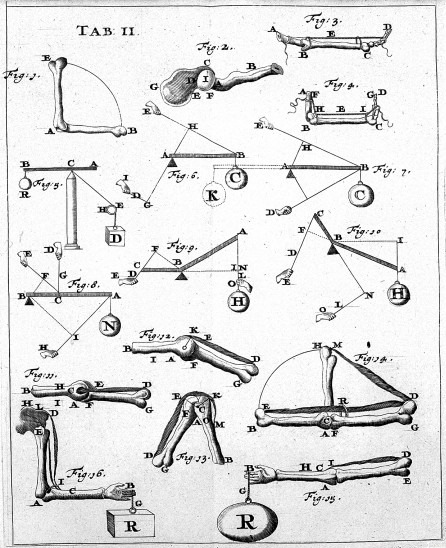 TAB: II.
Fig: 1.
E
A
B
Fig: 2.
C
B
D
I
G
E F
Fig: 3.
A
E
D
B
C
Fig: 4.
A
F
G
D
H E I
B
C
B C A
Fig: 5.
R
I
D
H E
D
E
H
A
B
Fig: 6.
C
G
K
E
H
A
B
Fig: 7.
C
D
E
D
F
G
Fig: 8.
B
C
A
N
I
H
Fig: 9.
A
F
E
D
C
B
I N
L
O
H
Fig: 10
C
F
B
I
E
D
A
H
N
L
O
Fig: 11.
B
H
E
D
I
A
F
G
Fig: 12.
K
E
B
I
A
F
D
G
Fig: 13.
E
K
F
C
A
O
M
D
G
B
Fig: 14.
H M
E
R
D
B
C
A F
G
Fig: 15.
B
H
C
I
D
A
E
G
R
Fig: 16.
H
L
D
E
I
C
A
B
G
R